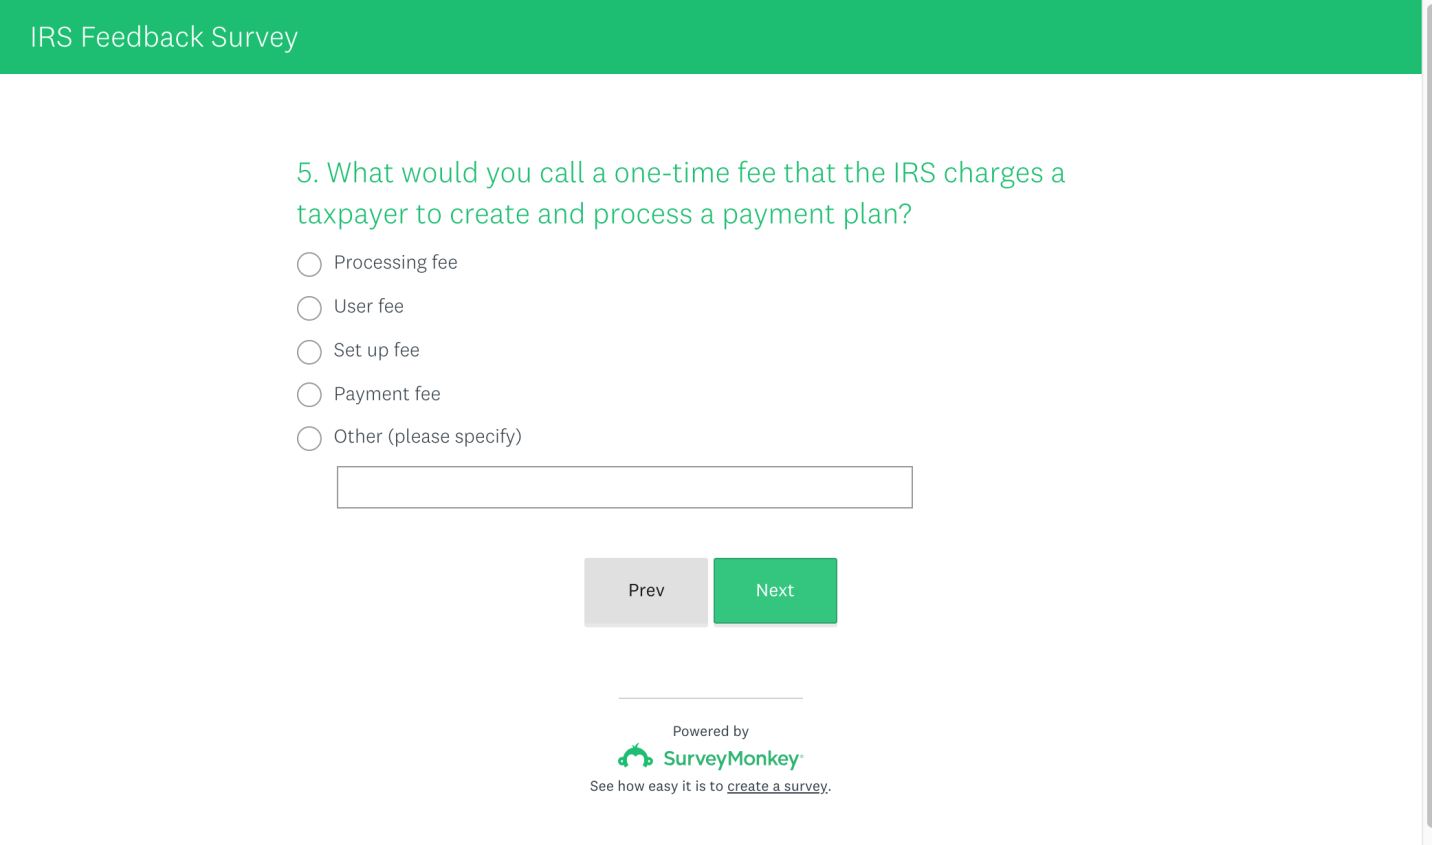 IRS Feedback Survey
5. What would you call a one-time fee that the IRS charges a
taxpayer to create and process a payment plan?
Processing fee
User fee
Set up fee
Payment fee
Other (please specify)
Prev
Next
Powered by
SurveyMonkey®
See how easy it is to create a survey.